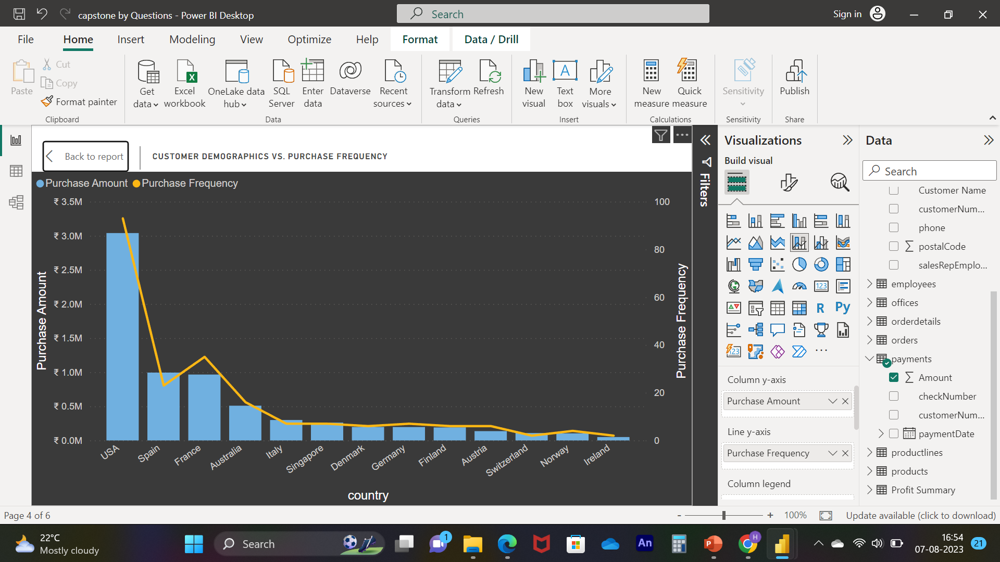 capstone by Questions - Power BI Desktop
Search
Sign in
File
Home
Insert
Modeling
View
Optimize
Help
Format
Data / Drill
Paste
Cut
Copy
Format painter
Clipboard
Get data
Excel workbook
OneLake data hub
SQL Server
Enter data
Dataverse
Recent sources
Data
Transform data
Refresh
Queries
New visual
Text box
More visuals
Insert
New measure
Quick measure
Calculations
Sensitivity
Sensitivity
Publish
Share
Back to report
CUSTOMER DEMOGRAPHICS VS. PURCHASE FREQUENCY
Purchase Amount
Purchase Frequency
₹ 3.5M
₹ 3.0M
₹ 2.5M
₹ 2.0M
₹ 1.5M
₹ 1.0M
₹ 0.5M
₹ 0.0M
Purchase Amount
100
80
60
40
20
0
Purchase Frequency
USA
Spain
France
Australia
Italy
Singapore
Denmark
Germany
Finland
Austria
Switzerland
Norway
Ireland
country
Filters
Visualizations
Build visual
123
R
Py
123
Column y-axis
Purchase Amount
Line y-axis
Purchase Frequency
Column legend
Data
Search
Customer Name
customerNum...
phone
postalCode
salesRepEmplo...
employees
offices
orderdetails
orders
payments
Amount
checkNumber
customerNum...
paymentDate
productlines
products
Profit Summary
Page 4 of 6
- + 100%
Update available (click to download)
22°C
Mostly cloudy
Search
1
An
P
H
16:54
07-08-2023
21